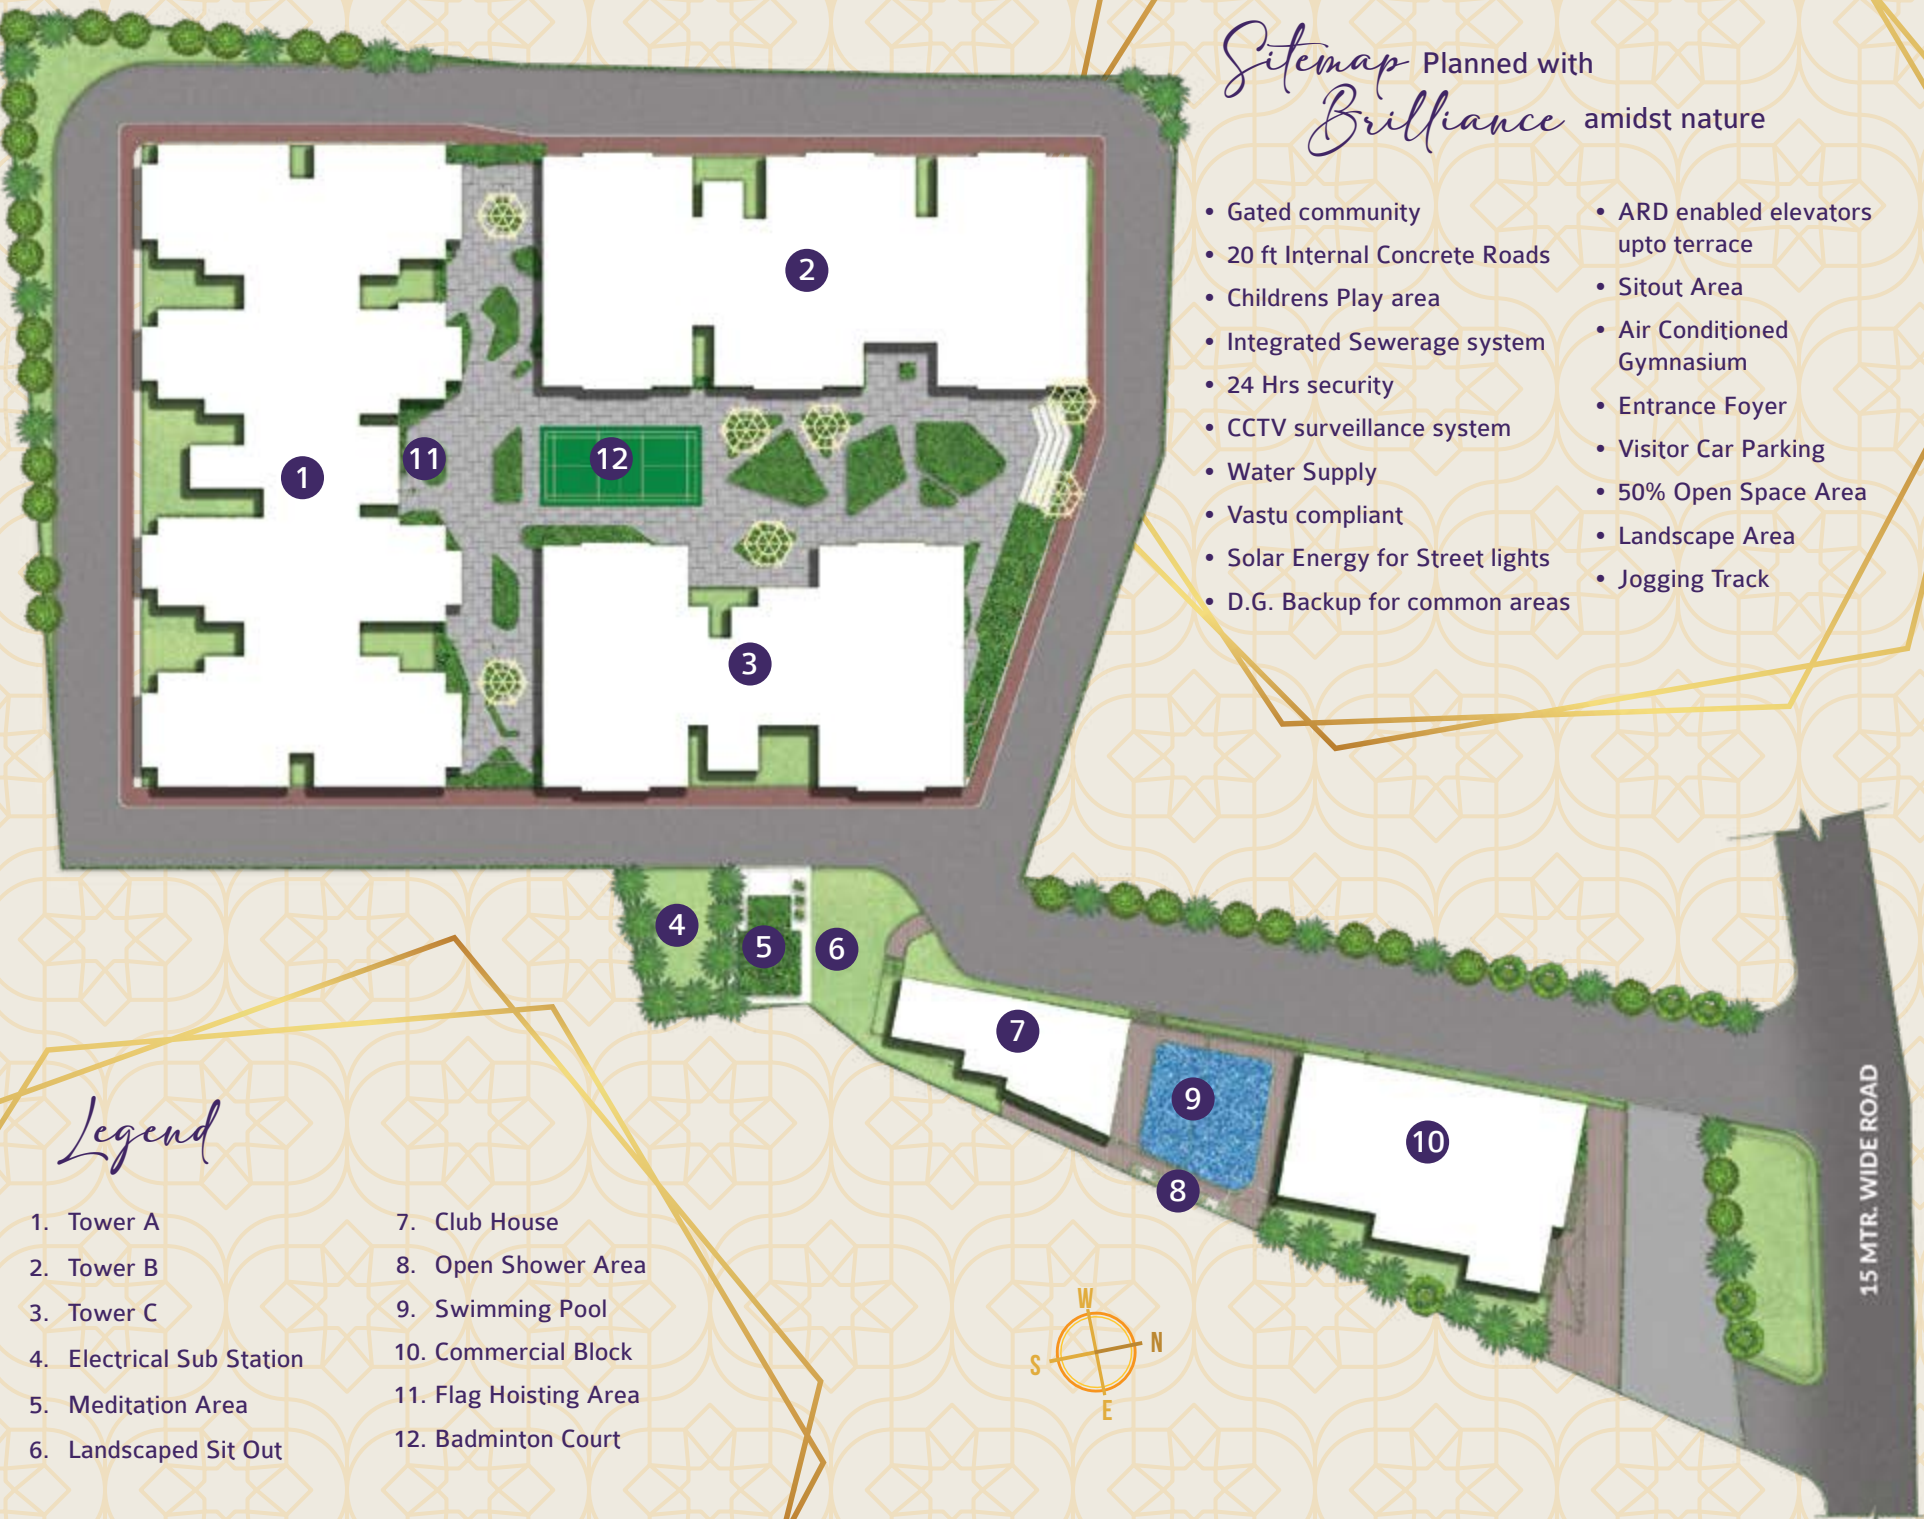 Sitemap Planned with
Brilliance amidst nature
• Gated community
• 20 ft Internal Concrete Roads
• Childrens Play area
• Integrated Sewerage system
• 24 Hrs security
• CCTV surveillance system
• Water Supply
• Vastu compliant
• Solar Energy for Street lights
• D.G. Backup for common areas
• ARD enabled elevators
upto terrace
• Sitout Area
• Air Conditioned
Gymnasium
• Entrance Foyer
• Visitor Car Parking
• 50% Open Space Area
• Landscape Area
• Jogging Track
2
11
12
1
3
4
5
6
7
9
8
10
15 MTR. WIDE ROAD
W
N
S
E
Legend
1. Tower A
2. Tower B
3. Tower C
4. Electrical Sub Station
5. Meditation Area
6. Landscaped Sit Out
7. Club House
8. Open Shower Area
9. Swimming Pool
10. Commercial Block
11. Flag Hoisting Area
12. Badminton Court